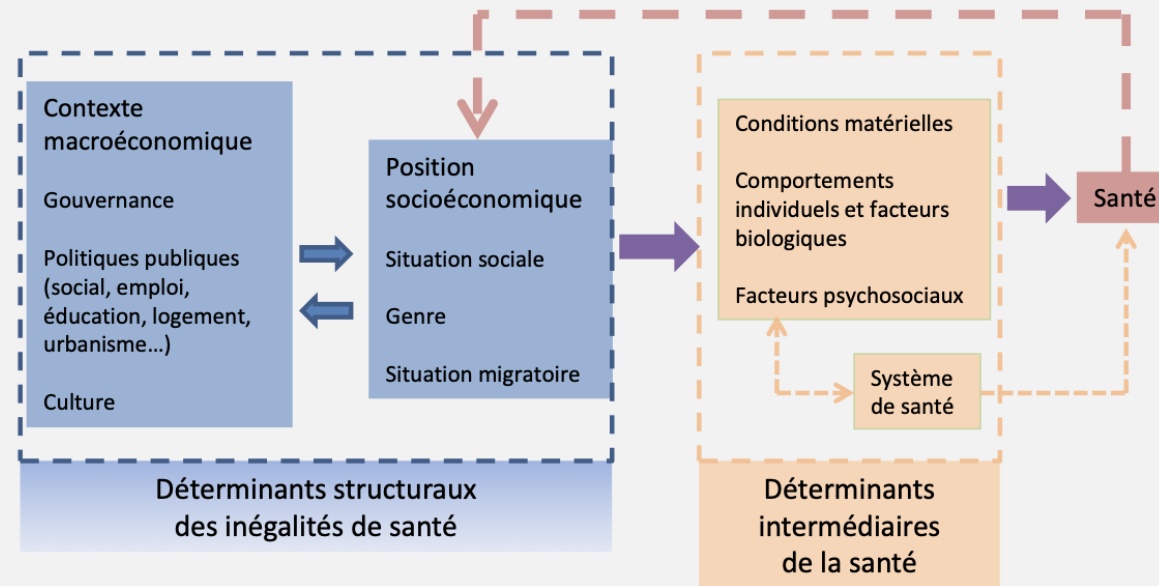 Contexte
macroéconomique
Gouvernance
Politiques publiques
(social, emploi,
éducation, logement,
urbanisme…)
Culture
Position
socioéconomique
Situation sociale
Genre
Situation migratoire
Déterminants structuraux
des inégalités de santé
Conditions matérielles
Comportements
individuels et facteurs
biologiques
Facteurs psychosociaux
Système
de santé
Déterminants
intermédiaires
de la santé
Santé